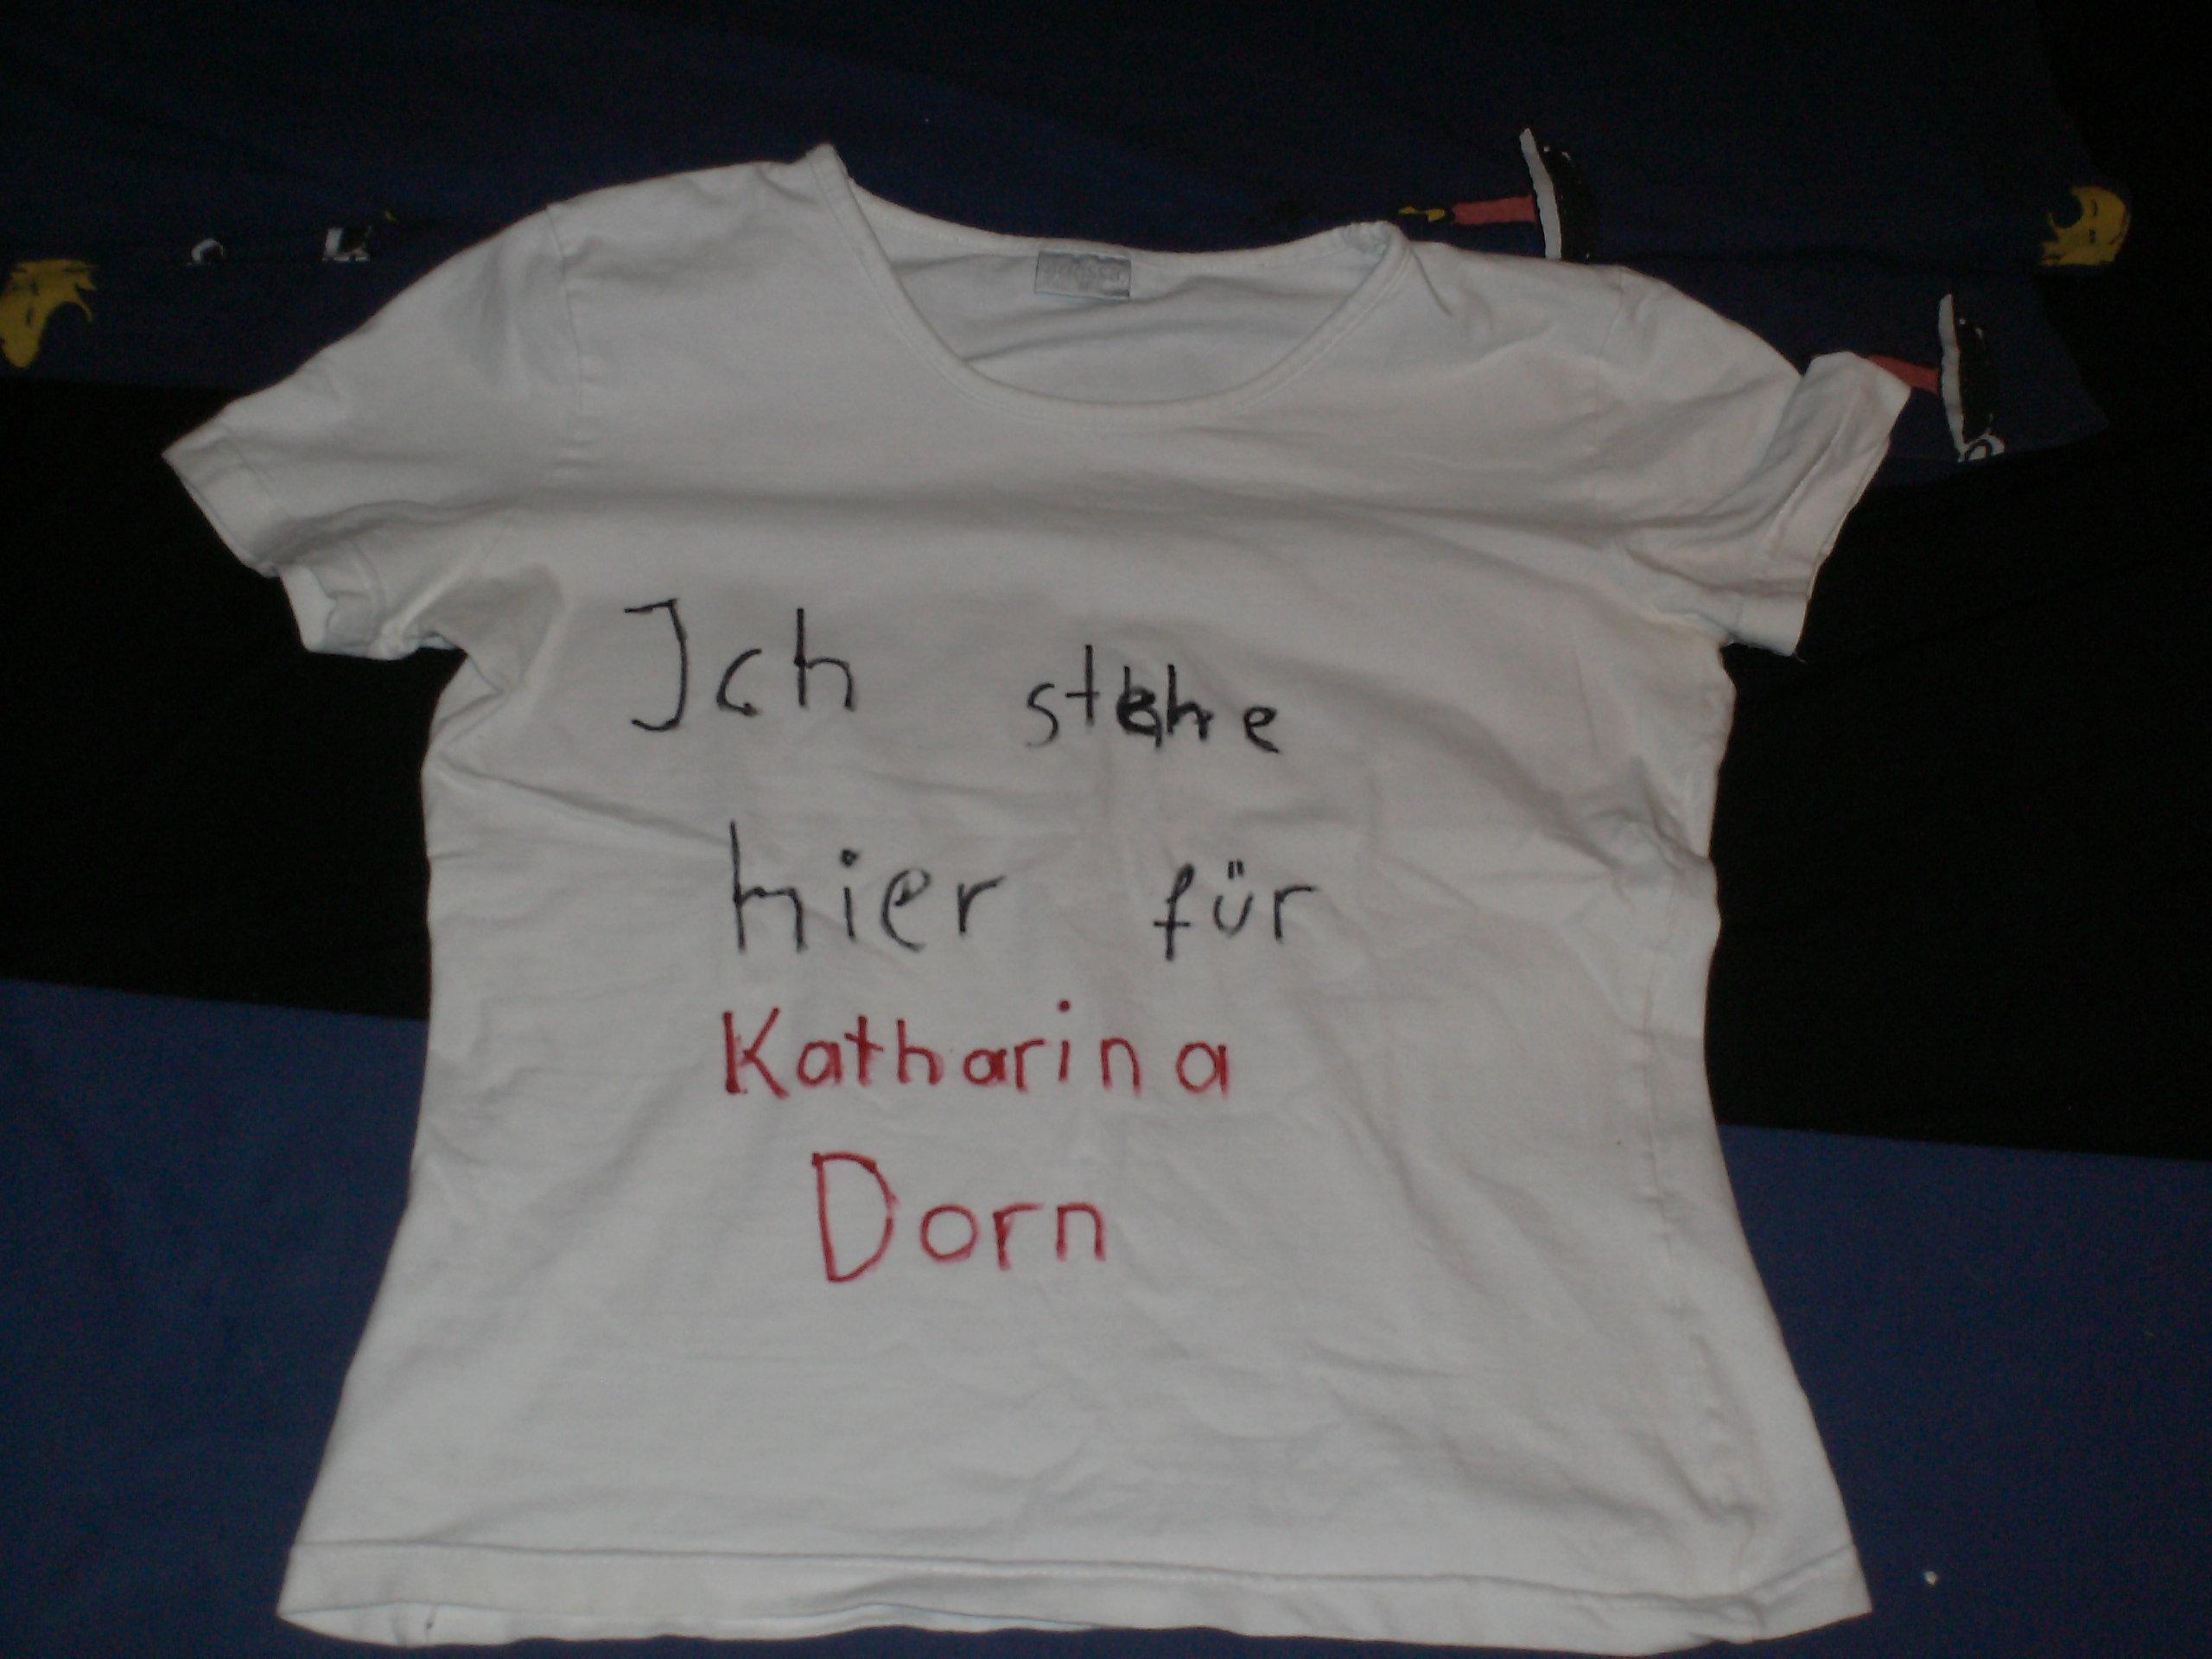 Ich stehe
hier für
Katharina
Dorn